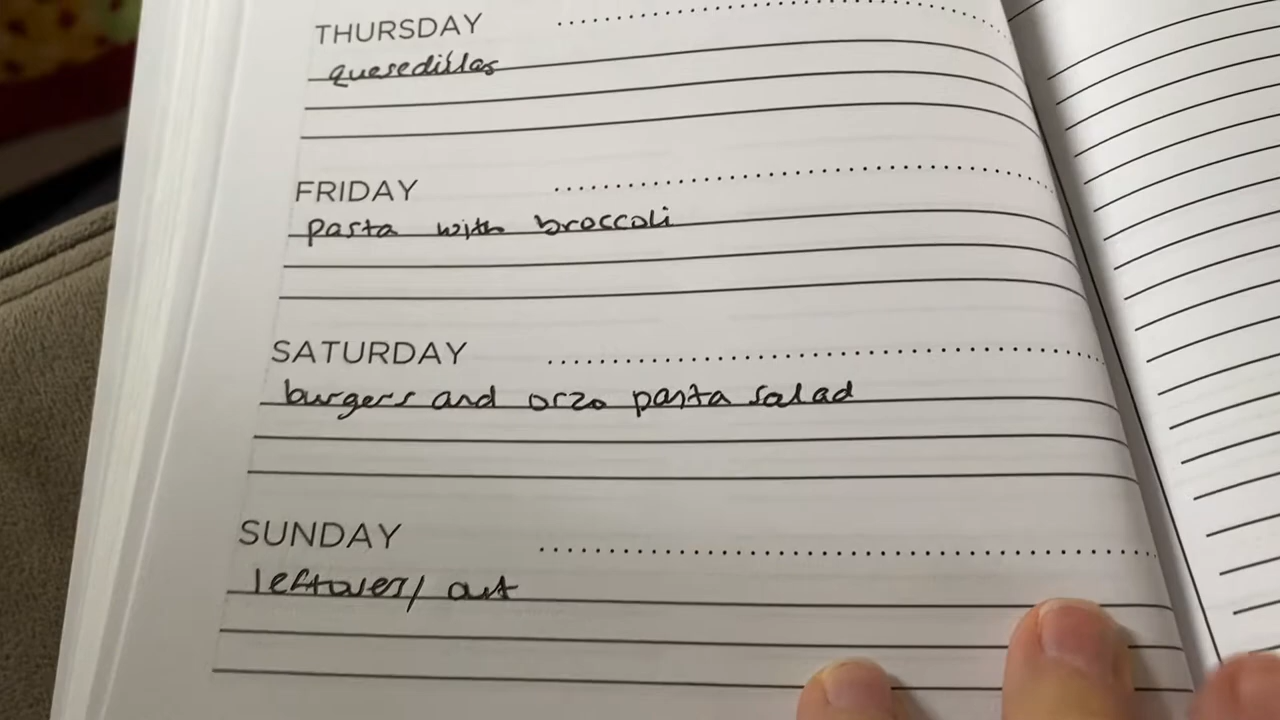 THURSDAY
quesedillas
FRIDAY
pasta with broccoli
SATURDAY
burgers and orzo pasta salad
SUNDAY
leftovers/ out